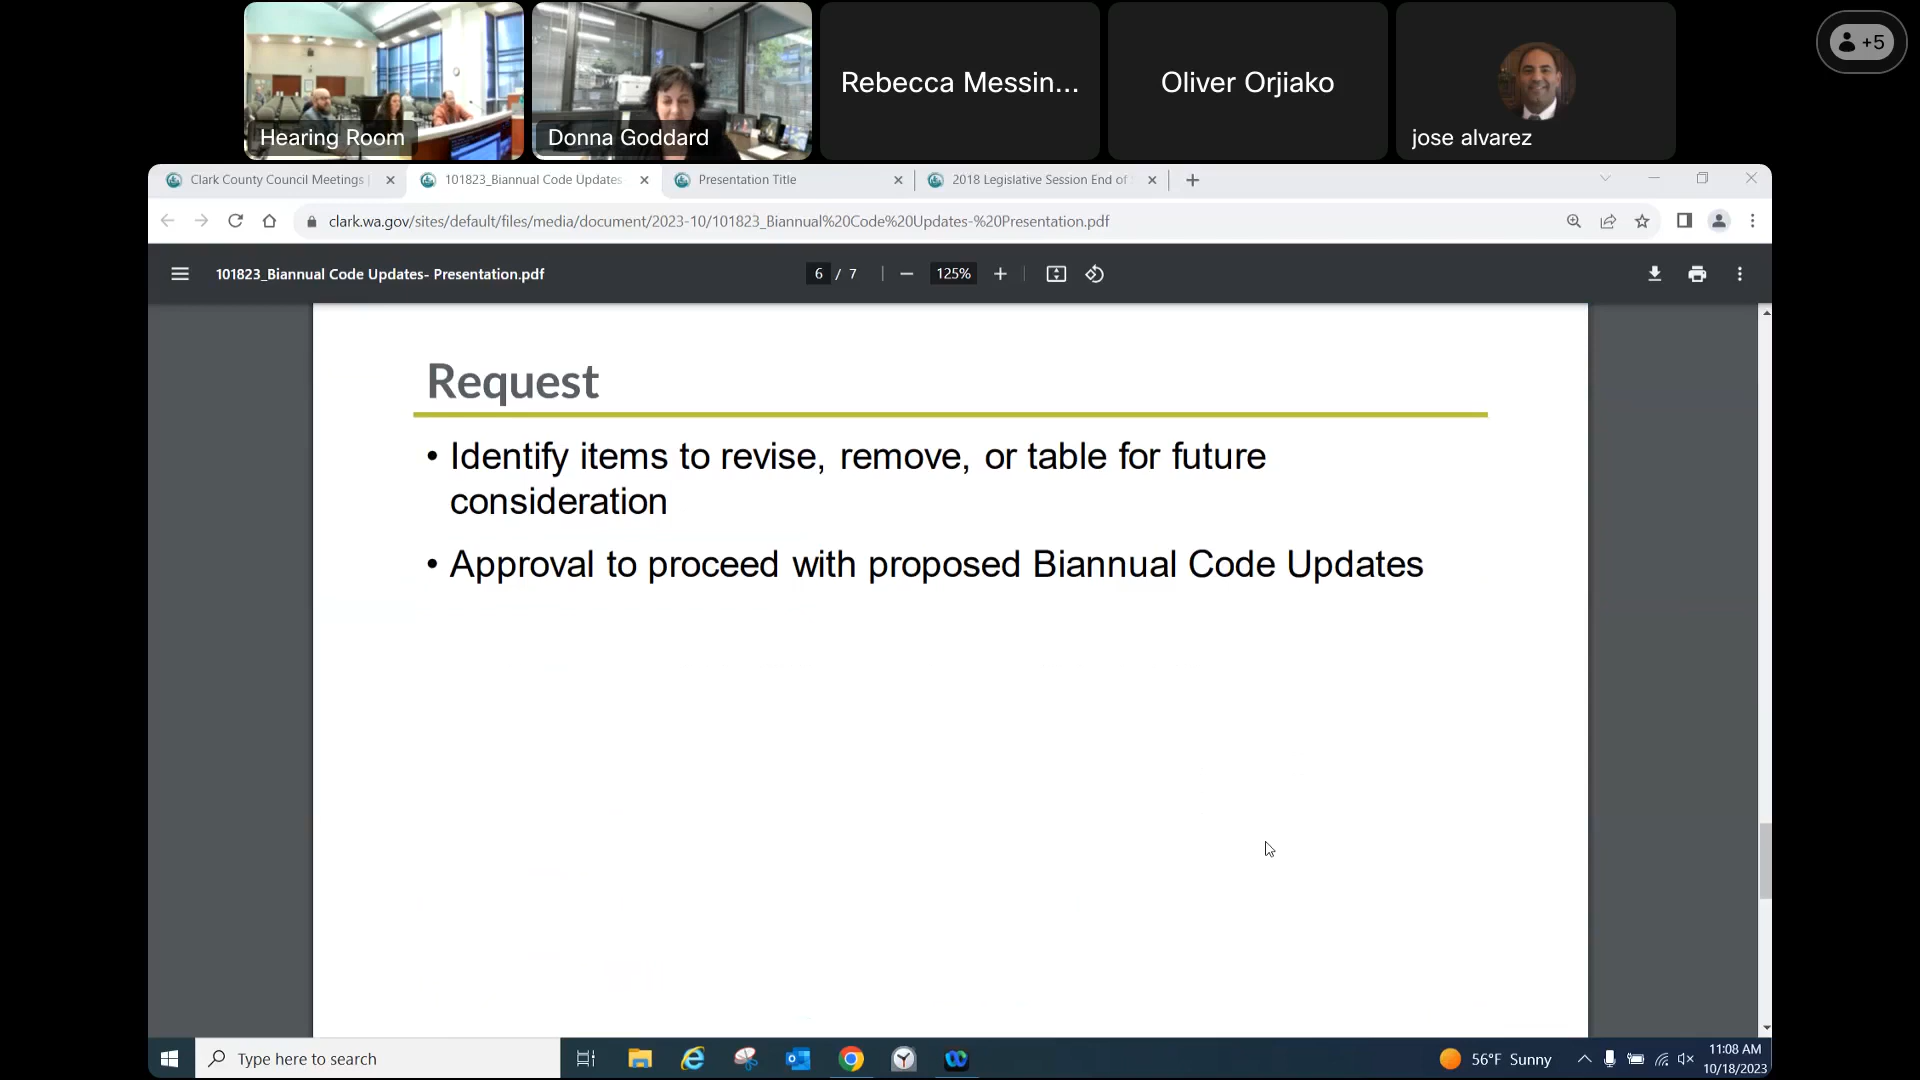 Hearing Room
Donna Goddard
Rebecca Messin...
Oliver Orjiako
jose alvarez
+5
Clark County Council Meetings |
101823_Biannual Code Updates
Presentation Title
2018 Legislative Session End of
clark.wa.gov/sites/default/files/media/document/2023-10/101823_Biannual%20Code%20Updates-%20Presentation.pdf
101823_Biannual Code Updates- Presentation.pdf
6 / 7
125%
Request
• Identify items to revise, remove, or table for future
consideration
• Approval to proceed with proposed Biannual Code Updates
Type here to search
56°F Sunny
11:08 AM
10/18/2023